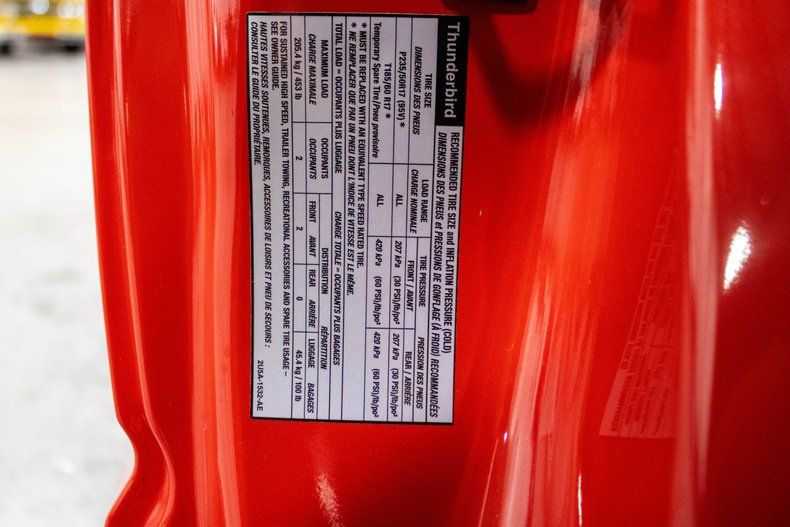 Thunderbird
RECOMMENDED TIRE SIZE and INFLATION PRESSURE (COLD)
DIMENSIONS DES PNEUS et PRESSIONS DE GONFLAGE (À FROID) RECOMMANDÉES
TIRE SIZE LOAD RANGE TIRE PRESSURE PRESSION DES PNEUS
DIMENSIONS DES PNEUS CHARGE NOMINALE FRONT / AVANT REAR / ARRIÈRE
P235/50R17 (95V) * ALL 207 kPa (30 PSI)/lb/po² 207 kPa (30 PSI)/lb/po²
T185/60 R17 * ALL 420 kPa (60 PSI)/lb/po² 420 kPa (60 PSI)/lb/po²
Temporary Spare Tire/Pneu provisoire
* MUST BE REPLACED WITH AN EQUIVALENT TYPE SPEED RATED TIRE.
* NE REMPLACER QUE PAR UN PNEU DONT L'INDICE DE VITESSE EST LE MÊME.
TOTAL LOAD – OCCUPANTS PLUS LUGGAGE CHARGE TOTALE – OCCUPANTS PLUS BAGAGES
MAXIMUM LOAD OCCUPANTS DISTRIBUTION RÉPARTITION
CHARGE MAXIMALE OCCUPANTS FRONT AVANT REAR ARRIÈRE LUGGAGE BAGAGES
205.4 kg / 453 lb 2 2 0 45.4 kg / 100 lb
FOR SUSTAINED HIGH SPEED, TRAILER TOWING, RECREATIONAL ACCESSORIES AND SPARE TIRE USAGE –
SEE OWNER GUIDE.
HAUTES VITESSES SOUTENUES, REMORQUES, ACCESSOIRES DE LOISIRS ET PNEU DE SECOURS :
CONSULTER LE GUIDE DU PROPRIÉTAIRE.
2U5A-1532-AE